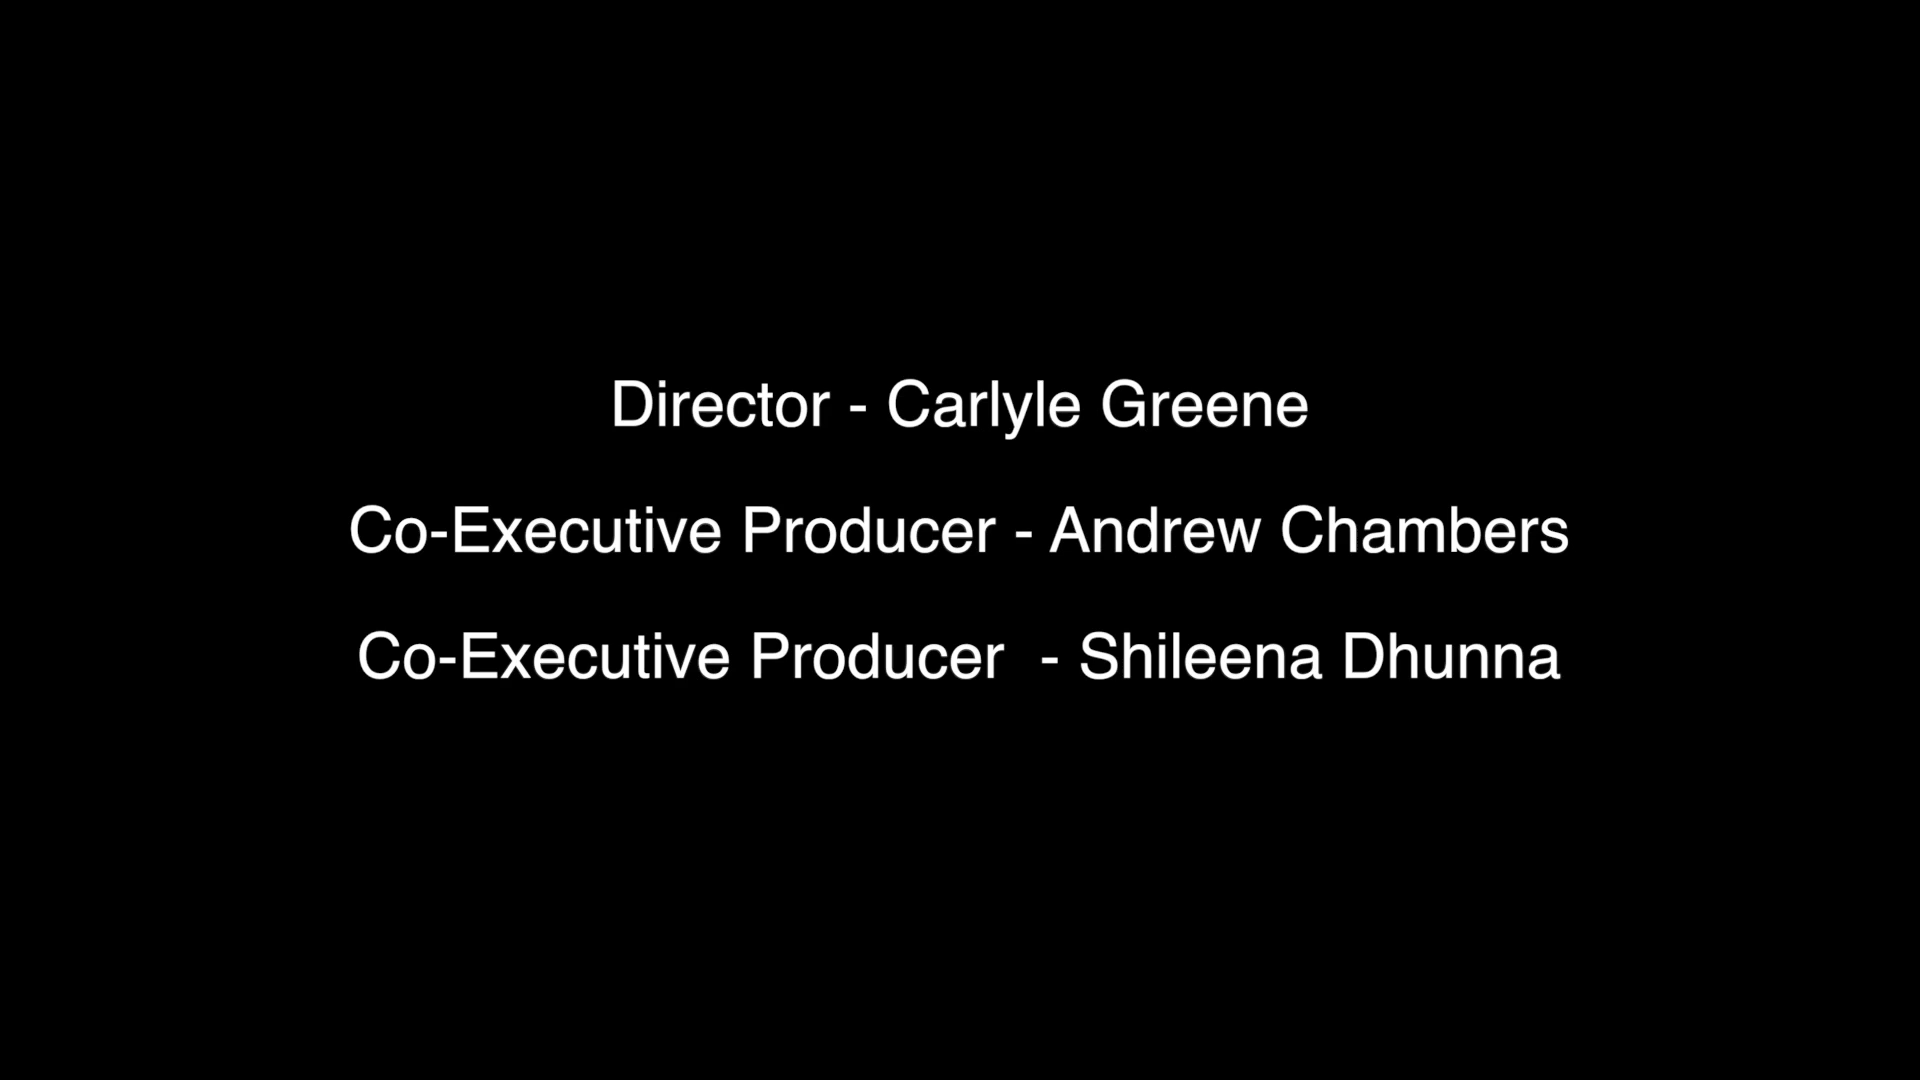 Director - Carlyle Greene
Co-Executive Producer - Andrew Chambers
Co-Executive Producer  - Shileena Dhunna